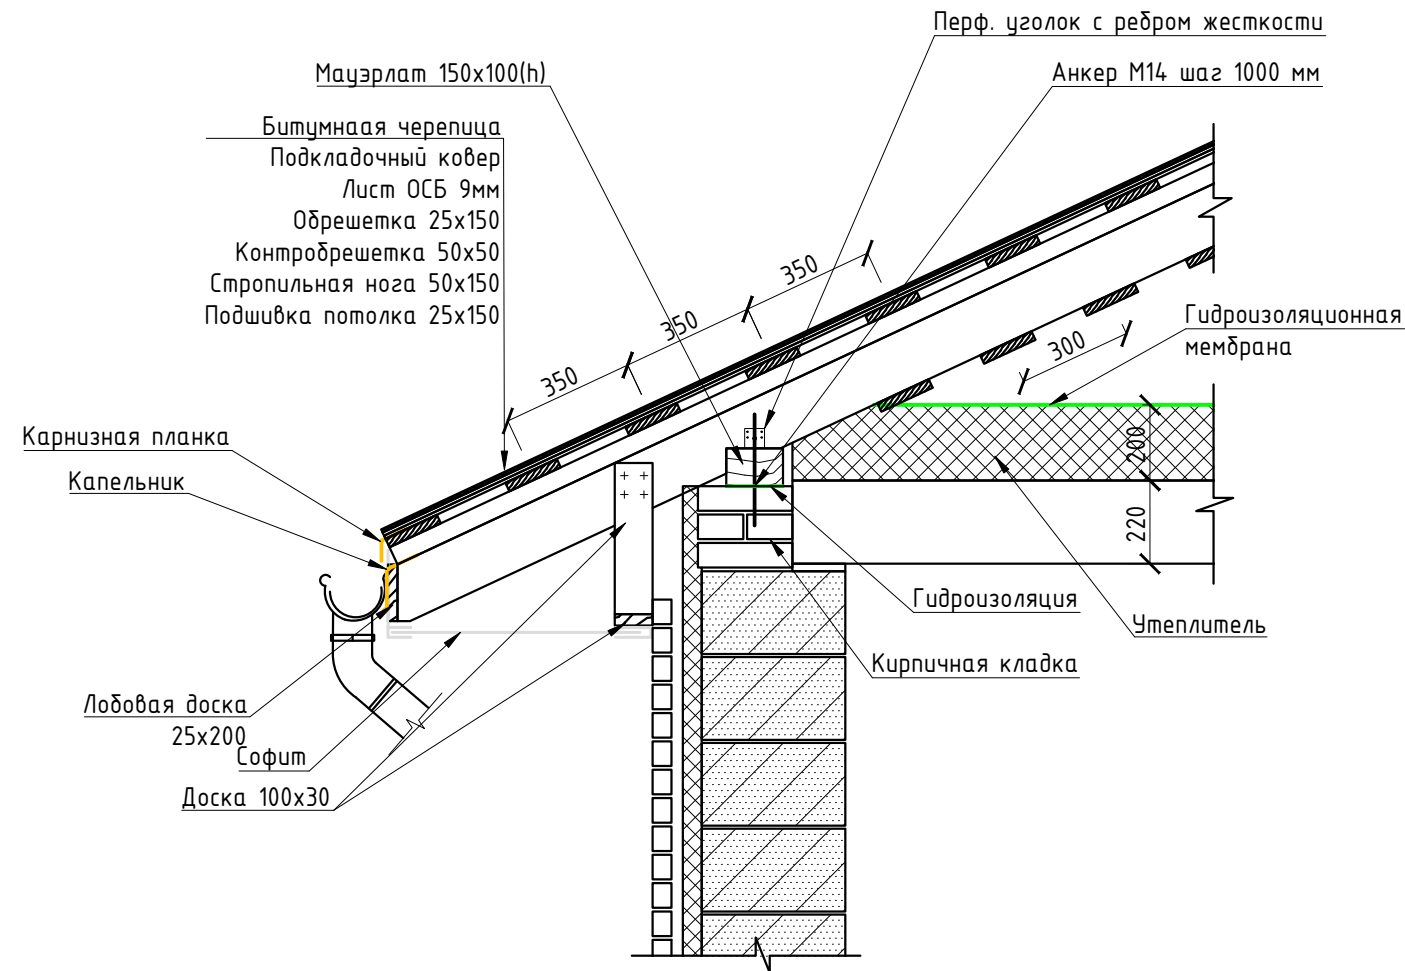 Перф. уголок с ребром жесткости
Мауэрлат 150х100(h)
Анкер М14 шаг 1000 мм
Битумнаая черепица
Подкладочный ковер
Лист ОСБ 9мм
Обрешетка 25х150
Контробрешетка 50х50
Стропильная нога 50х150
Подшивка потолка 25х150
350
350
350
300
Гидроизоляционная
мембрана
Карнизная планка
Капельник
200
220
Гидроизоляция
Утеплитель
Кирпичная кладка
Лобовая доска
25х200
Софит
Доска 100х30